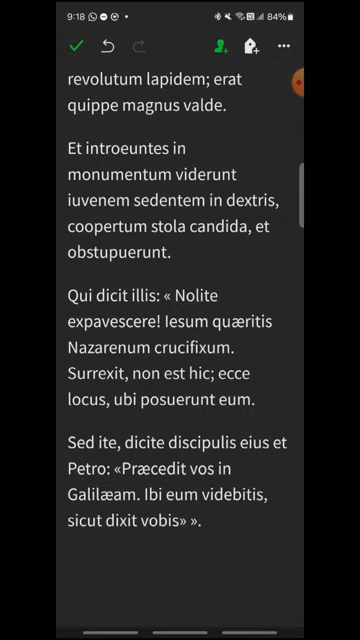 9:18
84%
revolutum lapidem; erat
quippe magnus valde.
Et introeuntes in
monumentum viderunt
iuvenem sedentem in dextris,
coopertum stola candida, et
obstupuerunt.
Qui dicit illis: « Nolite
expavescere! Iesum quæritis
Nazarenum crucifixum.
Surrexit, non est hic; ecce
locus, ubi posuerunt eum.
Sed ite, dicite discipulis eius et
Petro: «Præcedit vos in
Galilæam. Ibi eum videbitis,
sicut dixit vobis» ».